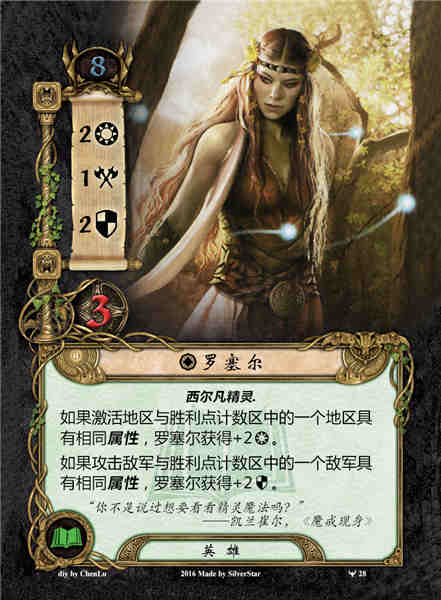 8
2
1
2
3
罗塞尔
西尔凡精灵.
如果激活地区与胜利点计数区中的一个地区具
有相同属性，罗塞尔获得+2。
如果攻击敌军与胜利点计数区中的一个敌军具
有相同属性，罗塞尔获得+2。
“你不是说过想要看看精灵魔法吗？”
——凯兰崔尔，《魔戒现身》
英雄
diy by ChenLu
2016 Made by SilverStar
28